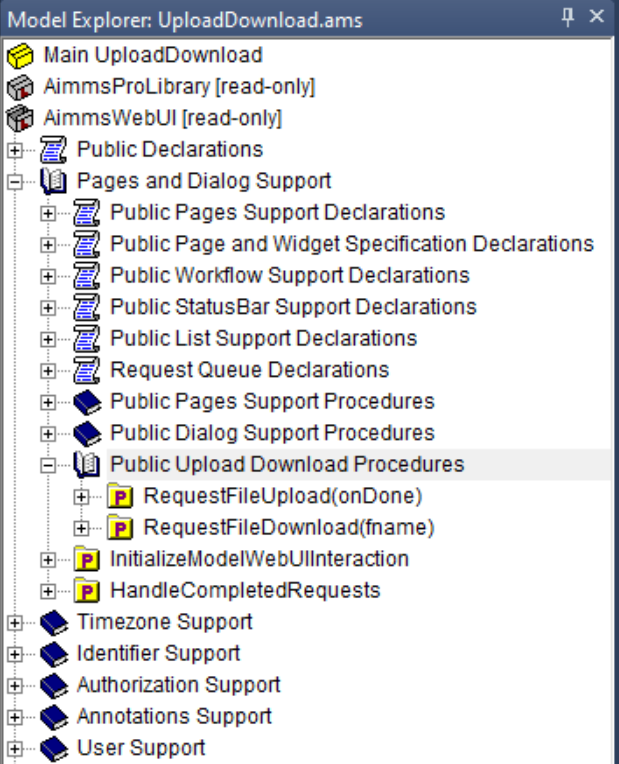 Model Explorer: UploadDownload.ams
Main UploadDownload
AimmsProLibrary [read-only]
AimmsWebUI [read-only]
Public Declarations
Pages and Dialog Support
Public Pages Support Declarations
Public Page and Widget Specification Declarations
Public Workflow Support Declarations
Public StatusBar Support Declarations
Public List Support Declarations
Request Queue Declarations
Public Pages Support Procedures
Public Dialog Support Procedures
Public Upload Download Procedures
P RequestFileUpload(onDone)
P RequestFileDownload(fname)
P InitializeModelWebUIInteraction
P HandleCompletedRequests
Timezone Support
Identifier Support
Authorization Support
Annotations Support
User Support